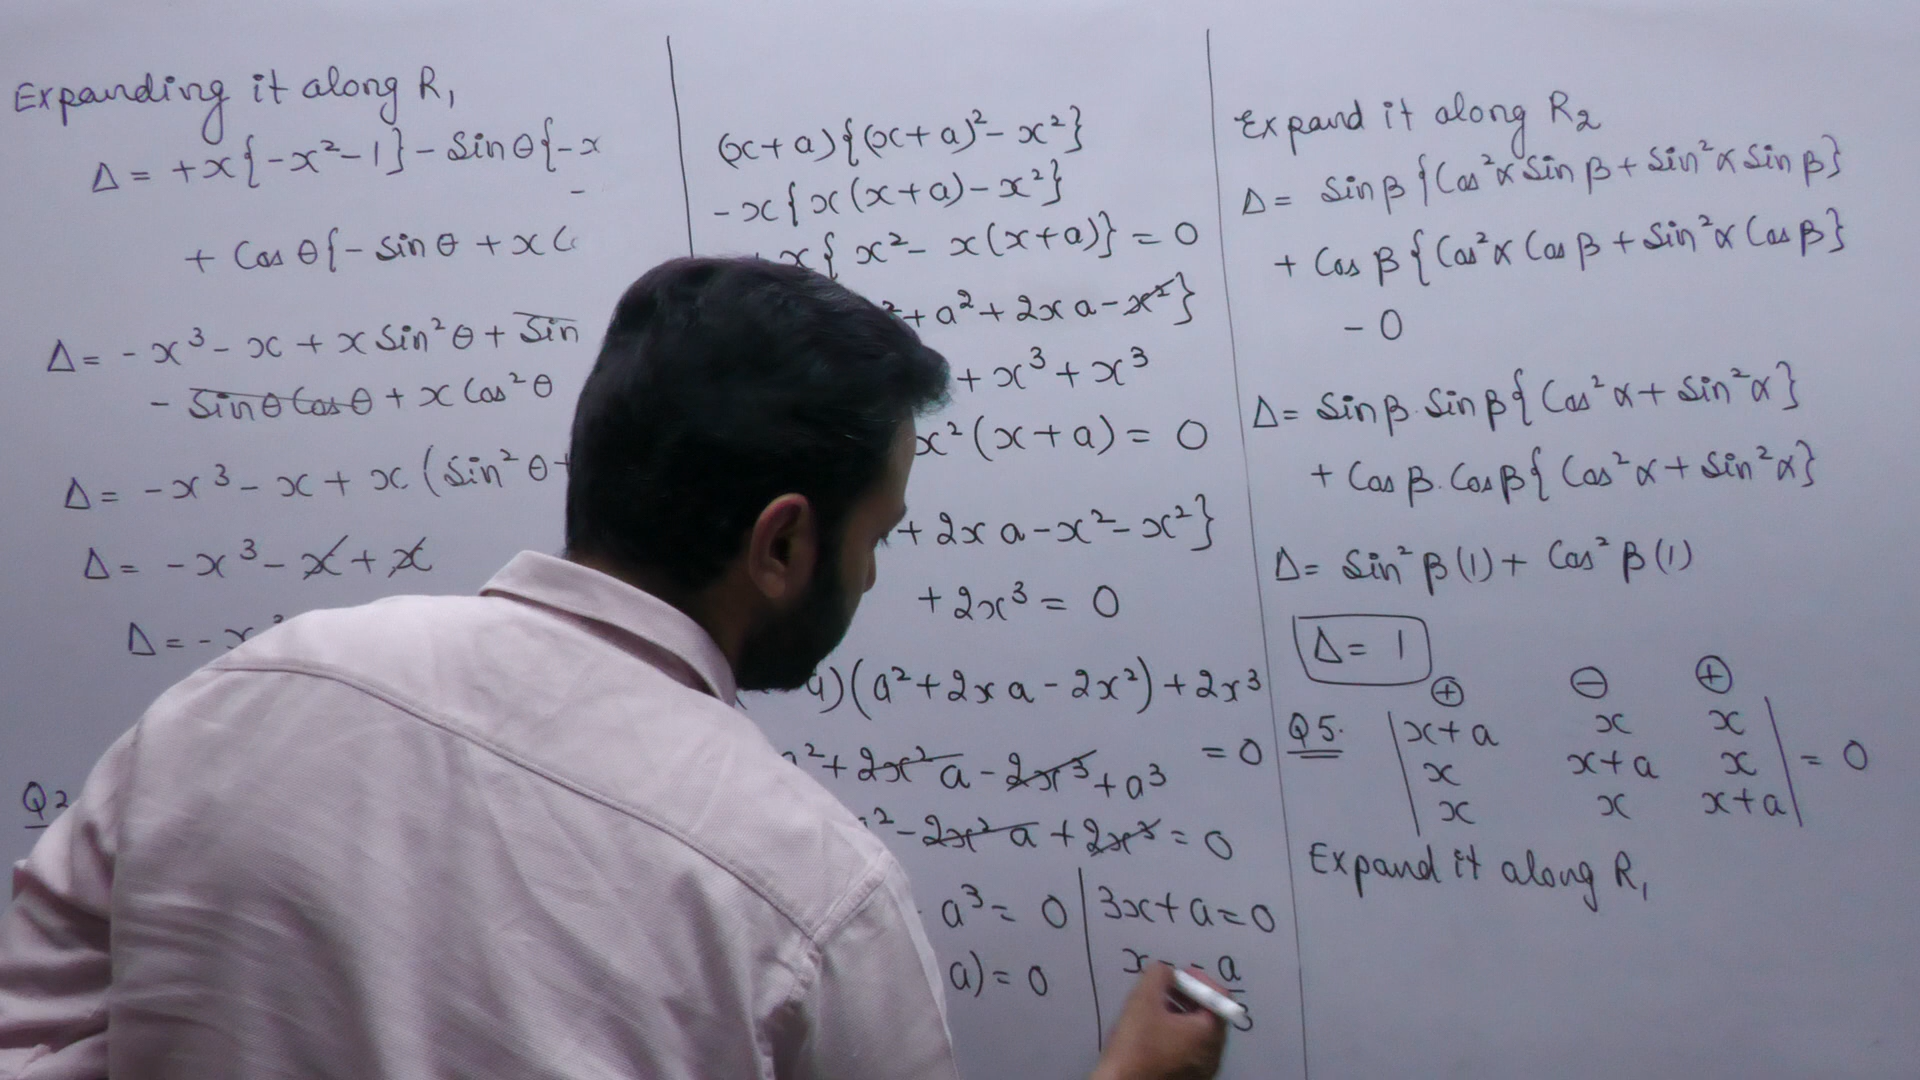 Expanding it along R₁
Δ = +x{-x²-1} - Sinθ{-x
-
+ Cosθ{-Sinθ + x
Δ = -x³ - x + x Sin²θ + Sin
- Sinθ Cosθ + x Cos²θ
Δ = -x³ - x + x (Sin²θ+
Δ = -x³ - x + x
Δ = -x
Q2
(x+a){(x+a)² - x²}
-x{x(x+a) - x²}
x{x² - x(x+a)} = 0
+ a² + 2xa - x²}
+ x³ + x³
x²(x+a) = 0
+ 2xa - x² - x²}
+ 2x³ = 0
)(a² + 2xa - 2x²) + 2x³
= 0
² + 2x²a - 2x³ + a³
² - 2x²a + 2x³ = 0
a³ = 0 | 3x+a = 0
a) = 0 | x = -a
3
Expand it along R₂
Δ = Sinβ{Cos²α Sinβ + Sin²α Sinβ}
+ Cosβ{Cos²α Cosβ + Sin²α Cosβ}
- 0
Δ = Sinβ.Sinβ{Cos²α + Sin²α}
+ Cosβ.Cosβ{Cos²α + Sin²α}
Δ = Sin²β(1) + Cos²β(1)
Δ = 1
⊕ ⊖ ⊕
Q5. | x+a x x |
| x x+a x | = 0
| x x x+a |
Expand it along R₁